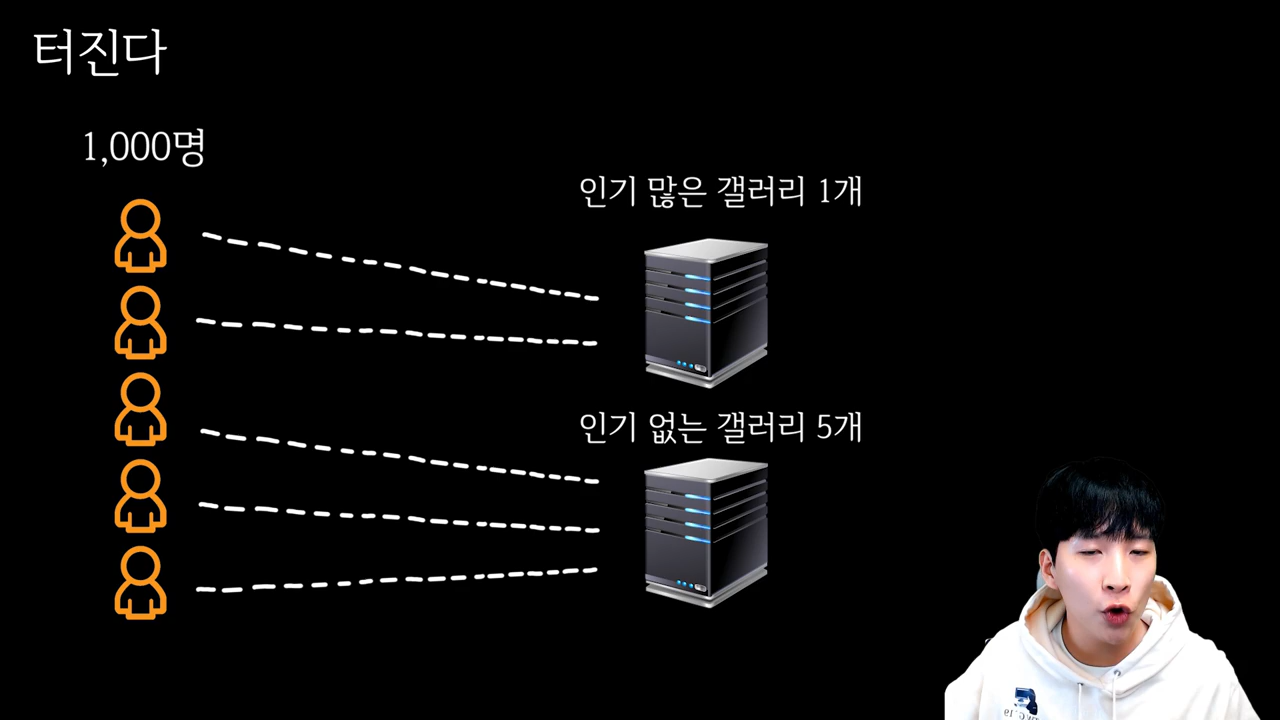 터진다
1,000명
인기 많은 갤러리 1개
인기 없는 갤러리 5개